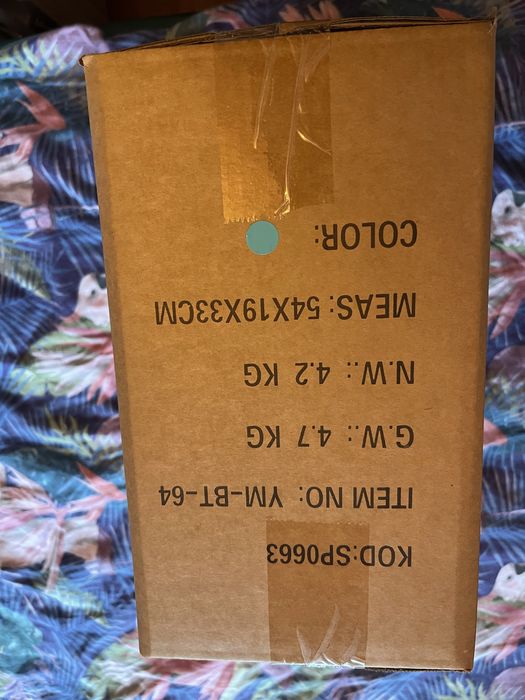 KOD:SP0663
ITEM NO: YM-BT-64
G.W.: 4.7 KG
N.W.: 4.2 KG
MEAS: 54X19X33CM
COLOR: